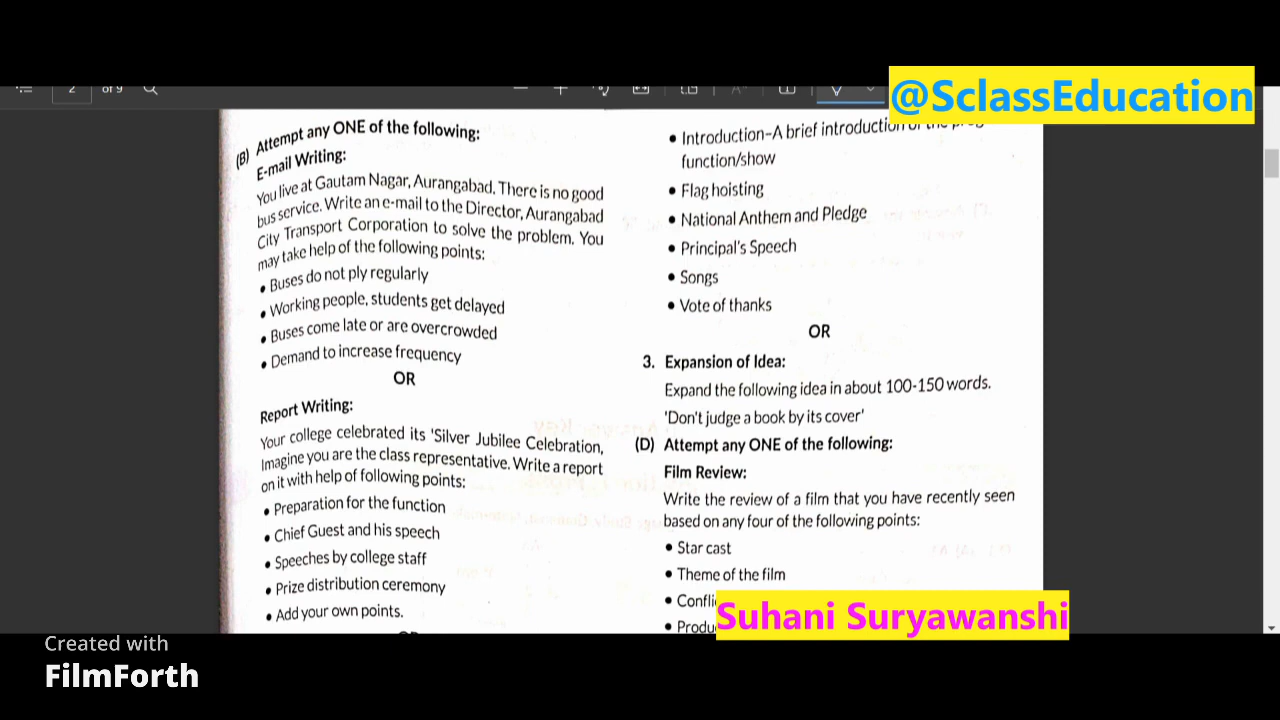 @SclassEducation
2 of 9
(B) Attempt any ONE of the following:
E-mail Writing:
You live at Gautam Nagar, Aurangabad. There is no good
bus service. Write an e-mail to the Director, Aurangabad
City Transport Corporation to solve the problem. You
may take help of the following points:
• Buses do not ply regularly
• Working people, students get delayed
• Buses come late or are overcrowded
• Demand to increase frequency
OR
Report Writing:
Your college celebrated its 'Silver Jubilee Celebration,
Imagine you are the class representative. Write a report
on it with help of following points:
• Preparation for the function
• Chief Guest and his speech
• Speeches by college staff
• Prize distribution ceremony
• Add your own points.
• Introduction–A brief introduction of the
function/show
• Flag hoisting
• National Anthem and Pledge
• Principal's Speech
• Songs
• Vote of thanks
OR
3. Expansion of Idea:
Expand the following idea in about 100-150 words.
'Don't judge a book by its cover'
(D) Attempt any ONE of the following:
Film Review:
Write the review of a film that you have recently seen
based on any four of the following points:
• Star cast
• Theme of the film
Suhani Suryawanshi
Created with
FilmForth